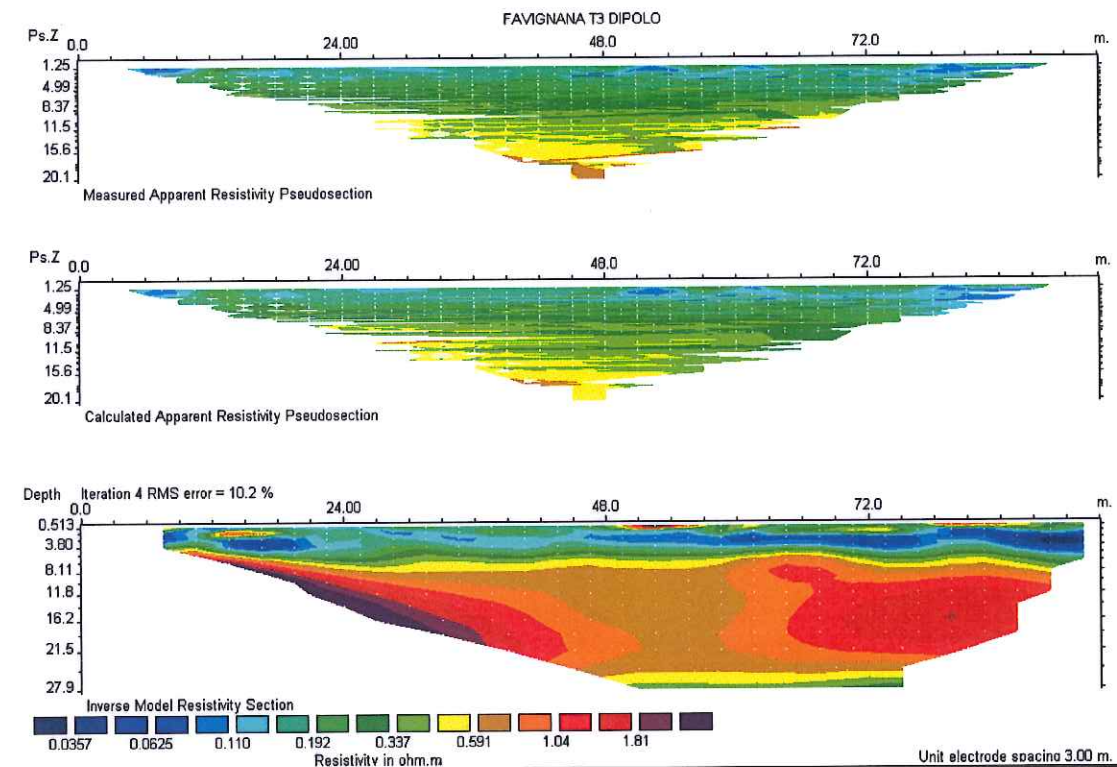 FAVIGNANA T3 DIPOLO
Ps.Z 0.0 24.00 48.0 72.0 m.
1.25
4.99
8.37
11.5
15.6
20.1
Measured Apparent Resistivity Pseudosection
Ps.Z 0.0 24.00 48.0 72.0 m.
1.25
4.99
8.37
11.5
15.6
20.1
Calculated Apparent Resistivity Pseudosection
Depth Iteration 4 RMS error = 10.2 %
0.0 24.00 48.0 72.0 m.
0.513
3.80
8.11
11.8
16.2
21.5
27.9
Inverse Model Resistivity Section
0.0357 0.0625 0.110 0.192 0.337 0.591 1.04 1.81
Resistivity in ohm.m
Unit electrode spacing 3.00 m.